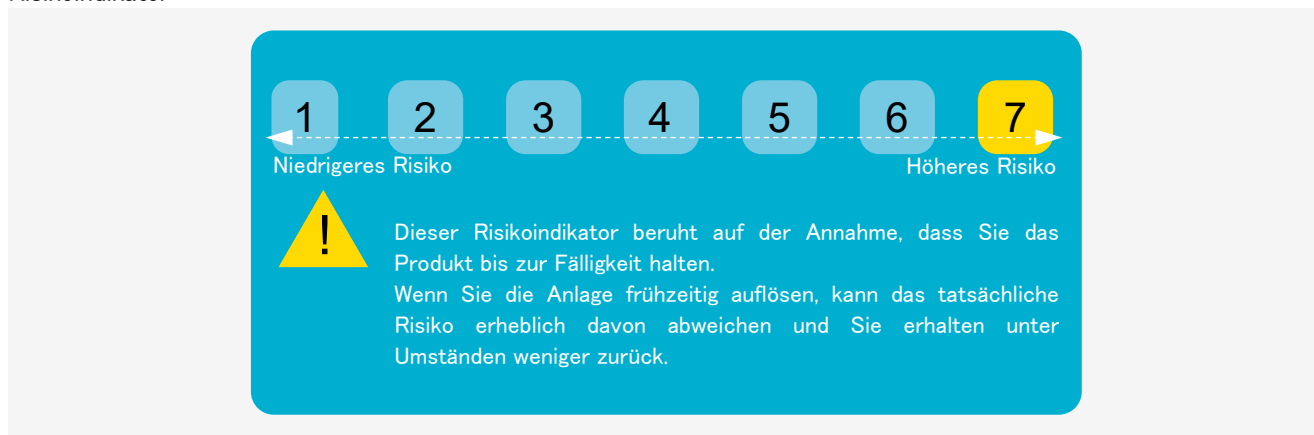 Risikoindikator
1 2 3 4 5 6 7
Niedrigeres Risiko Höheres Risiko
!
Dieser Risikoindikator beruht auf der Annahme, dass Sie das
Produkt bis zur Fälligkeit halten.
Wenn Sie die Anlage frühzeitig auflösen, kann das tatsächliche
Risiko erheblich davon abweichen und Sie erhalten unter
Umständen weniger zurück.